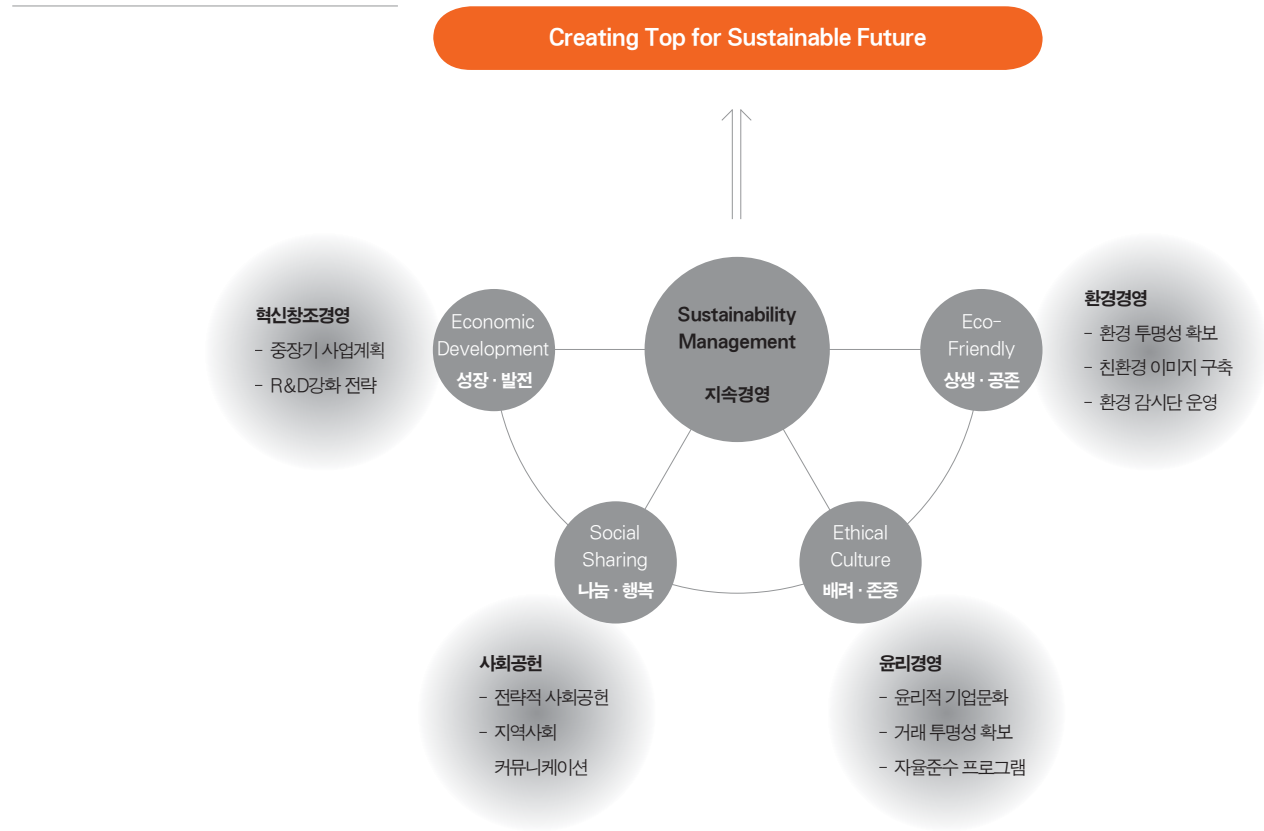 Creating Top for Sustainable Future
Sustainability
Management
지속경영
혁신창조경영
- 중장기 사업계획
- R&D강화 전략
Economic
Development
성장 · 발전
Eco-
Friendly
상생 · 공존
환경경영
- 환경 투명성 확보
- 친환경 이미지 구축
- 환경 감시단 운영
Social
Sharing
나눔 · 행복
Ethical
Culture
배려 · 존중
사회공헌
- 전략적 사회공헌
- 지역사회
커뮤니케이션
윤리경영
- 윤리적 기업문화
- 거래 투명성 확보
- 자율준수 프로그램